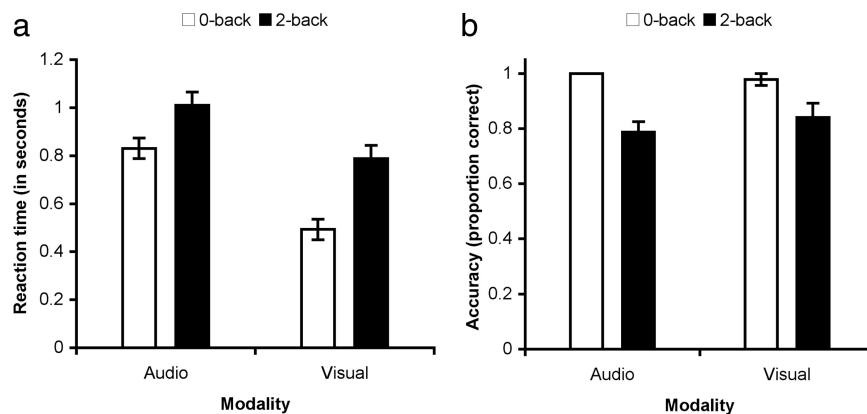 a
0-back 2-back
Reaction time (in seconds)
1.2
1
0.8
0.6
0.4
0.2
0
Audio Visual
Modality
b
0-back 2-back
Accuracy (proportion correct)
1
0.8
0.6
0.4
0.2
0
Audio Visual
Modality